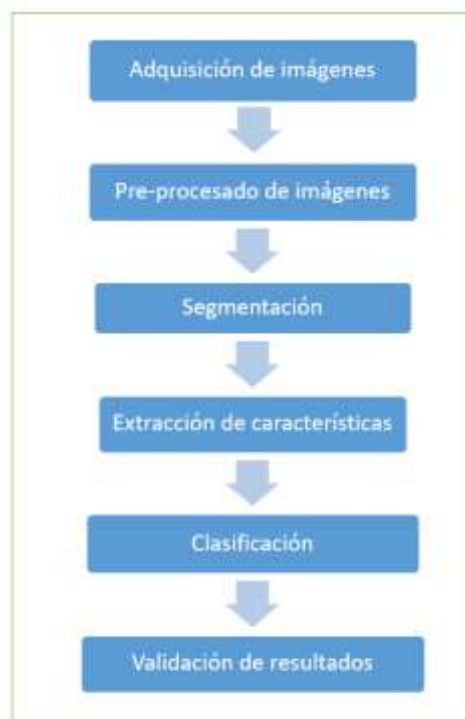 Adquisición de imágenes
Pre-procesado de imágenes
Segmentación
Extracción de características
Clasificación
Validación de resultados